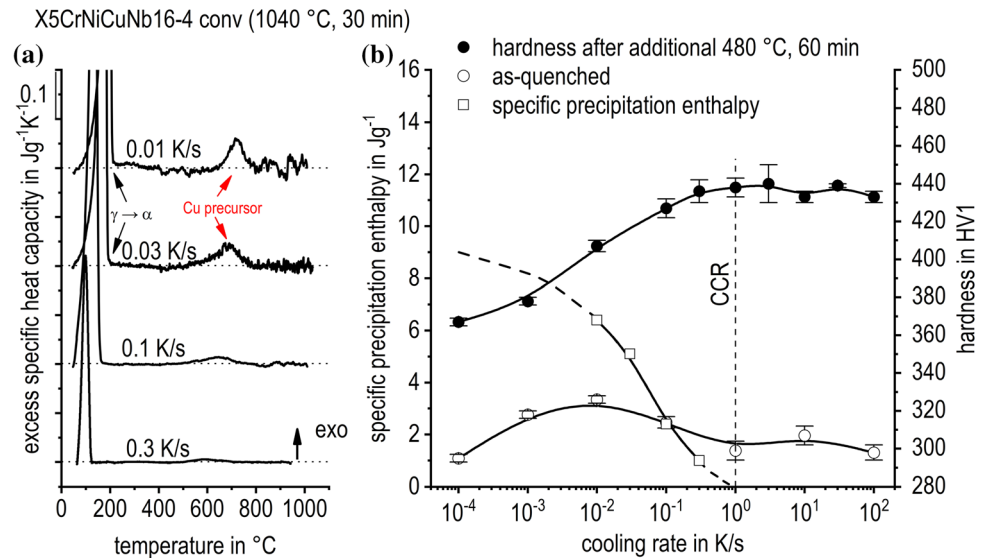 X5CrNiCuNb16-4 conv (1040 °C, 30 min)
(a)
excess specific heat capacity in Jg⁻¹K⁻¹
0.1
0.01 K/s
γ → α
Cu precursor
0.03 K/s
0.1 K/s
0.3 K/s
exo
0 200 400 600 800 1000
temperature in °C
(b)
hardness after additional 480 °C, 60 min
as-quenched
specific precipitation enthalpy
specific precipitation enthalpy in Jg⁻¹
16
14
12
10
8
6
4
2
0
CCR
10⁻⁴ 10⁻³ 10⁻² 10⁻¹ 10⁰ 10¹ 10²
cooling rate in K/s
500
480
460
440
420
400
380
360
340
320
300
280
hardness in HV1